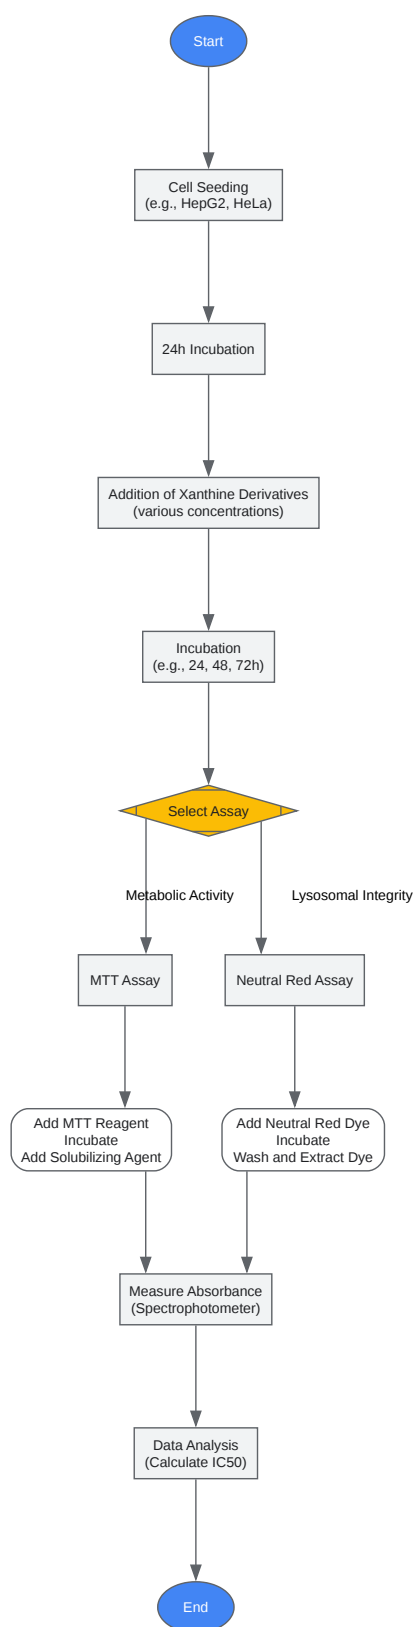 Start
Cell Seeding
(e.g., HepG2, HeLa)
24h Incubation
Addition of Xanthine Derivatives
(various concentrations)
Incubation
(e.g., 24, 48, 72h)
Select Assay
Metabolic Activity
Lysosomal Integrity
MTT Assay
Neutral Red Assay
Add MTT Reagent
Incubate
Add Solubilizing Agent
Add Neutral Red Dye
Incubate
Wash and Extract Dye
Measure Absorbance
(Spectrophotometer)
Data Analysis
(Calculate IC50)
End